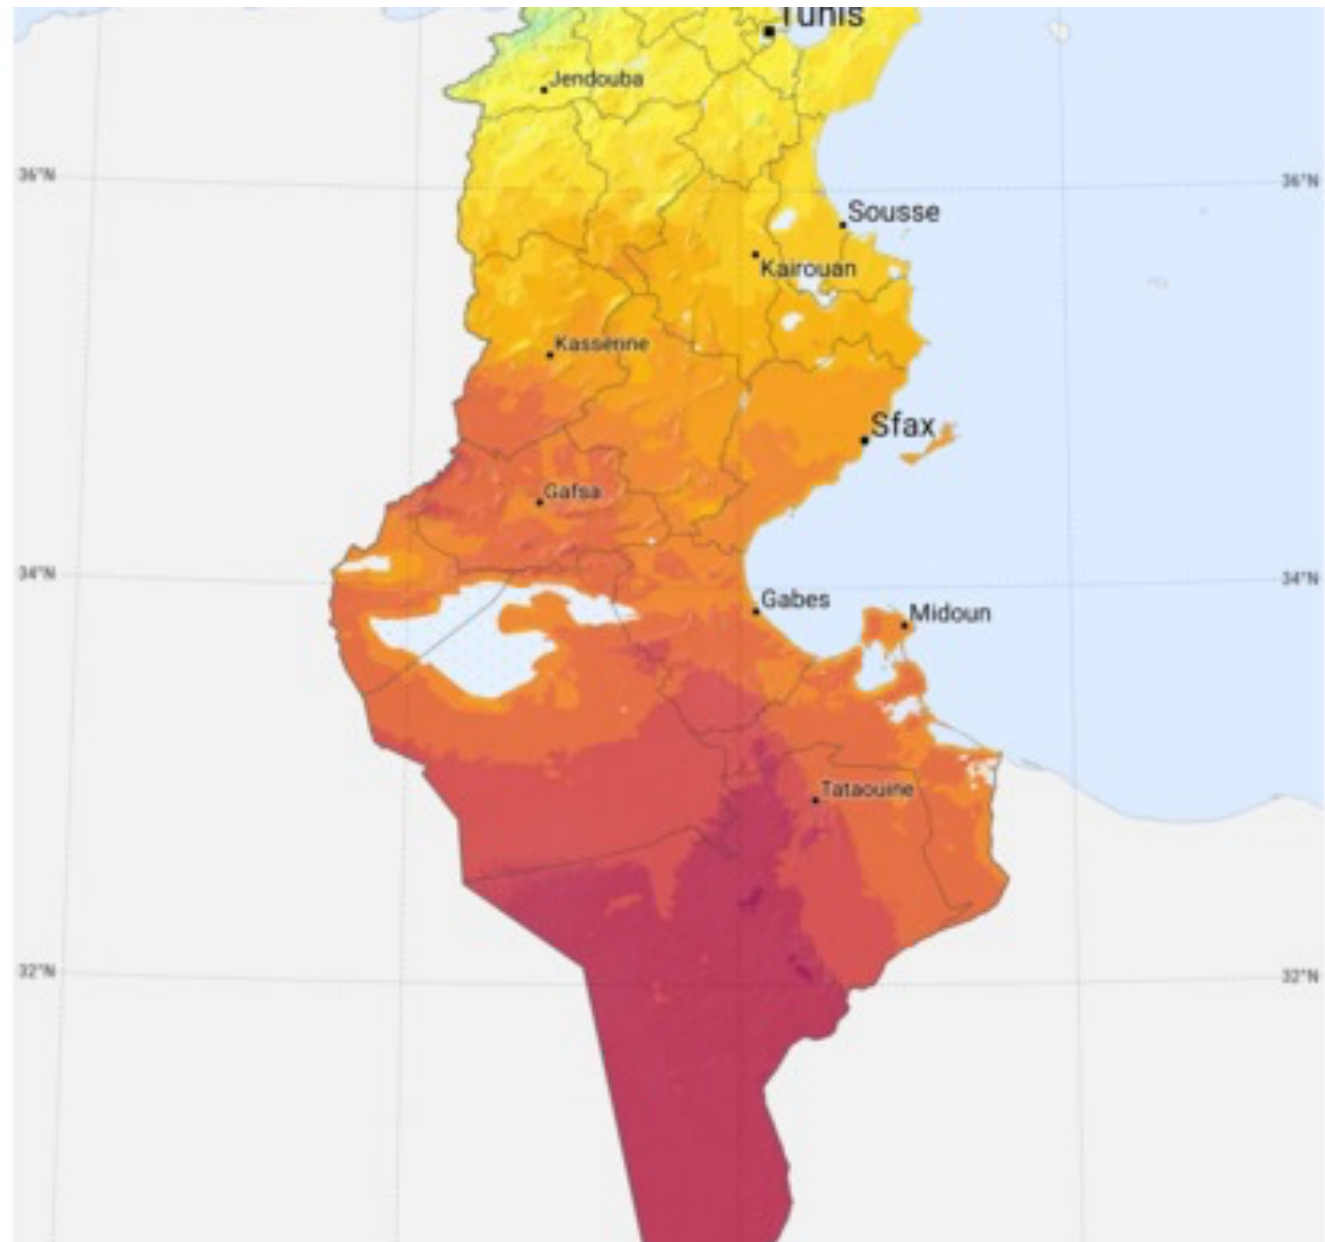 Tunis
Jendouba
36°N
36°N
Sousse
Kairouan
Kasserine
Sfax
Gafsa
34°N
34°N
Gabes
Midoun
Tataouine
32°N
32°N